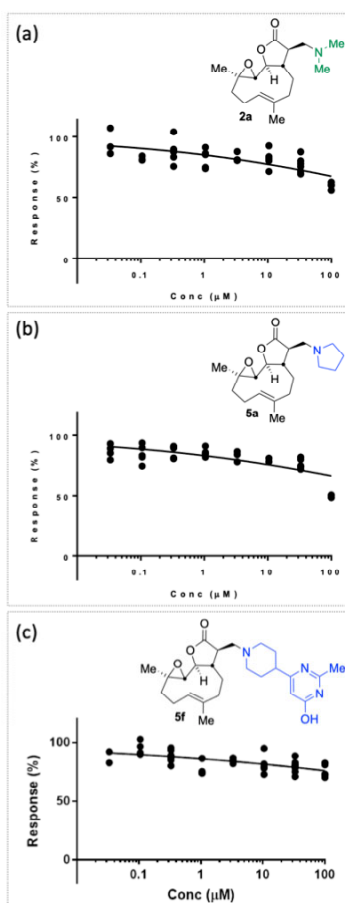 (a)
O
O
Me
N
Me
Me
O
H
2a
Me
Response (%)
100
50
0
0.1
1
10
100
Conc (µM)
(b)
O
O
N
Me
O
H
5a
Me
Response (%)
100
50
0
0.1
1
10
100
Conc (µM)
(c)
O
O
N
Me
Me
O
H
N
N
5f
Me
OH
Response (%)
100
50
0
0.1
1
10
100
Conc (µM)